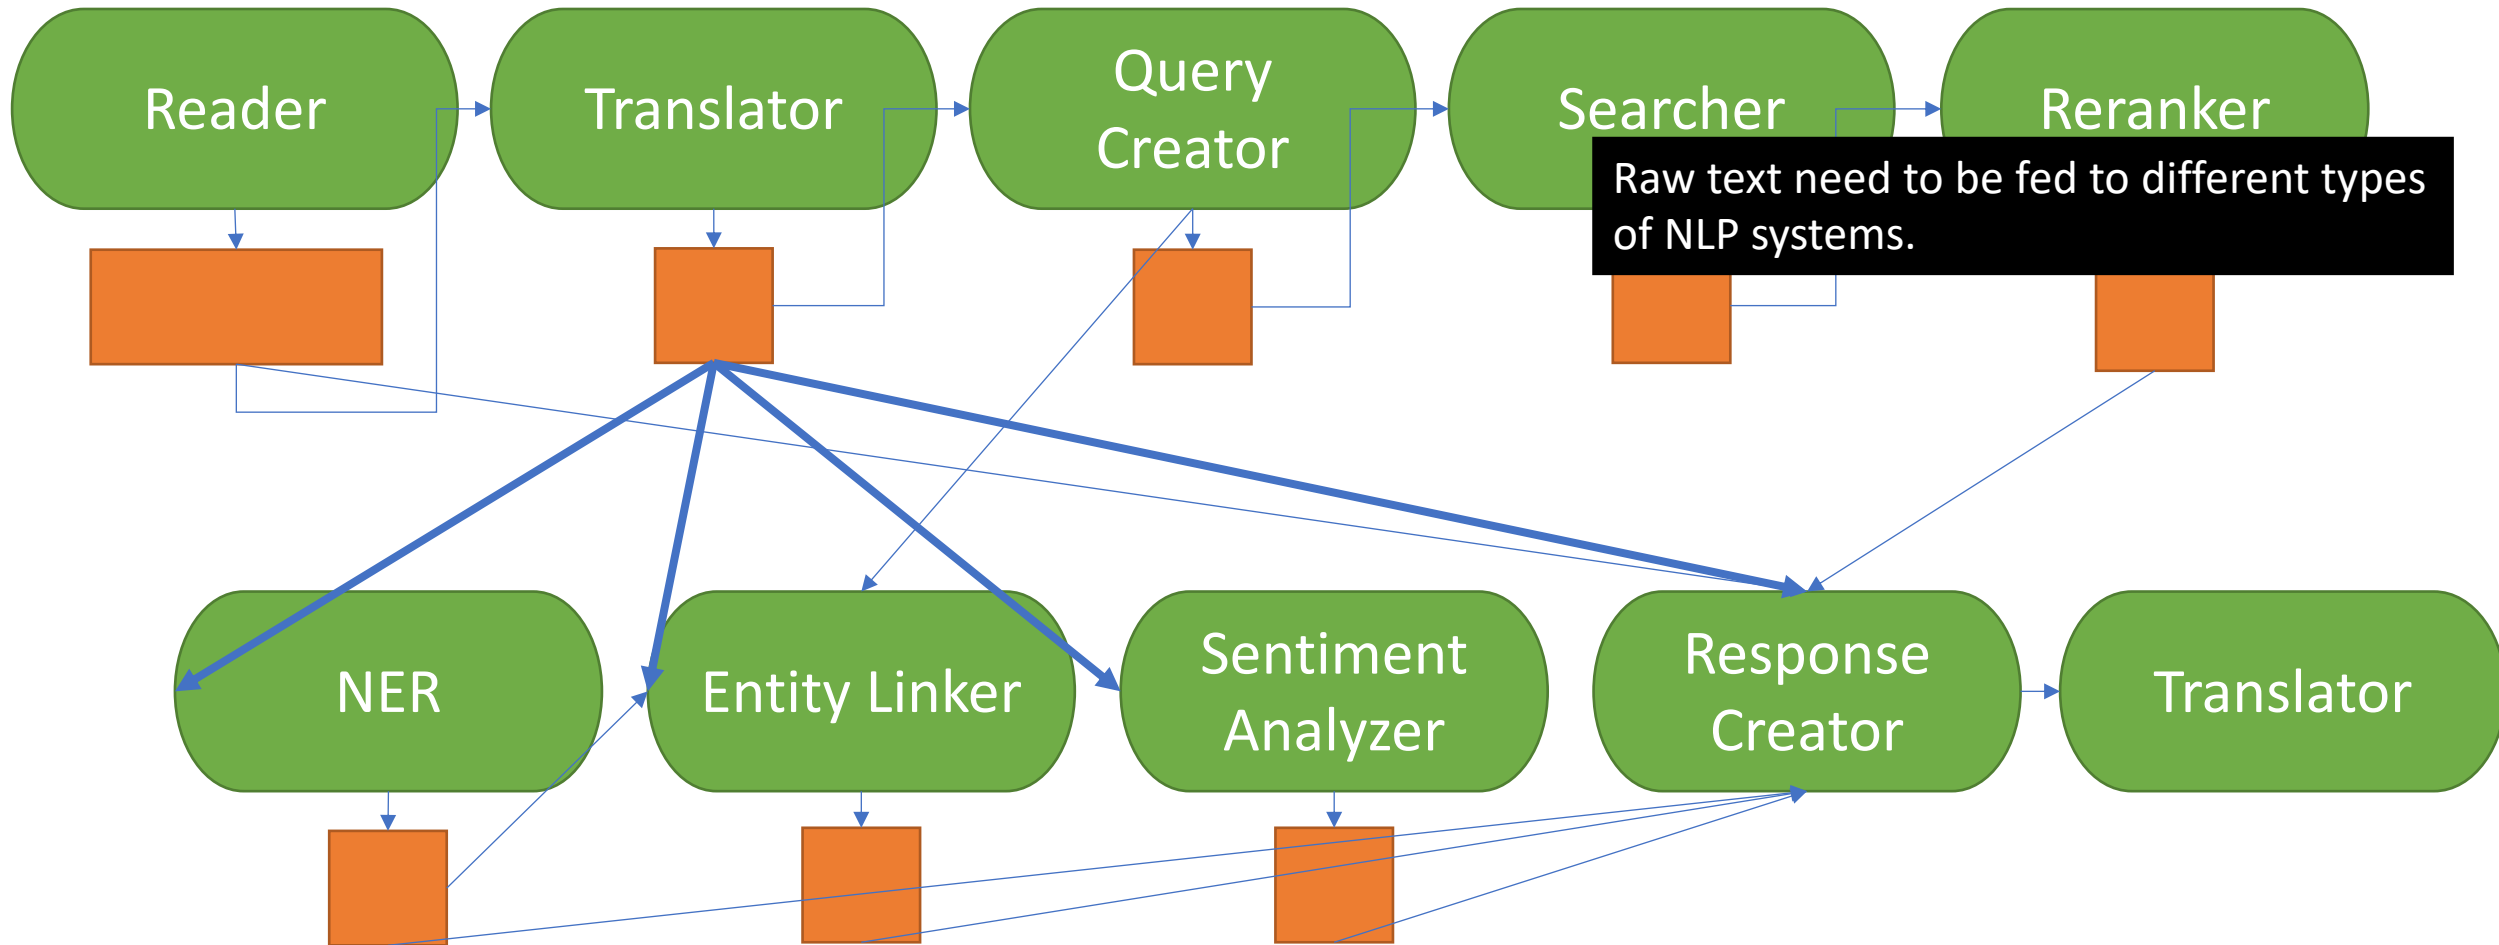 Reader
Translator
Query
Creator
Searcher
Reranker
Raw text need to be fed to different types
of NLP systems.
NER
Entity Linker
Sentiment
Analyzer
Response
Creator
Translator